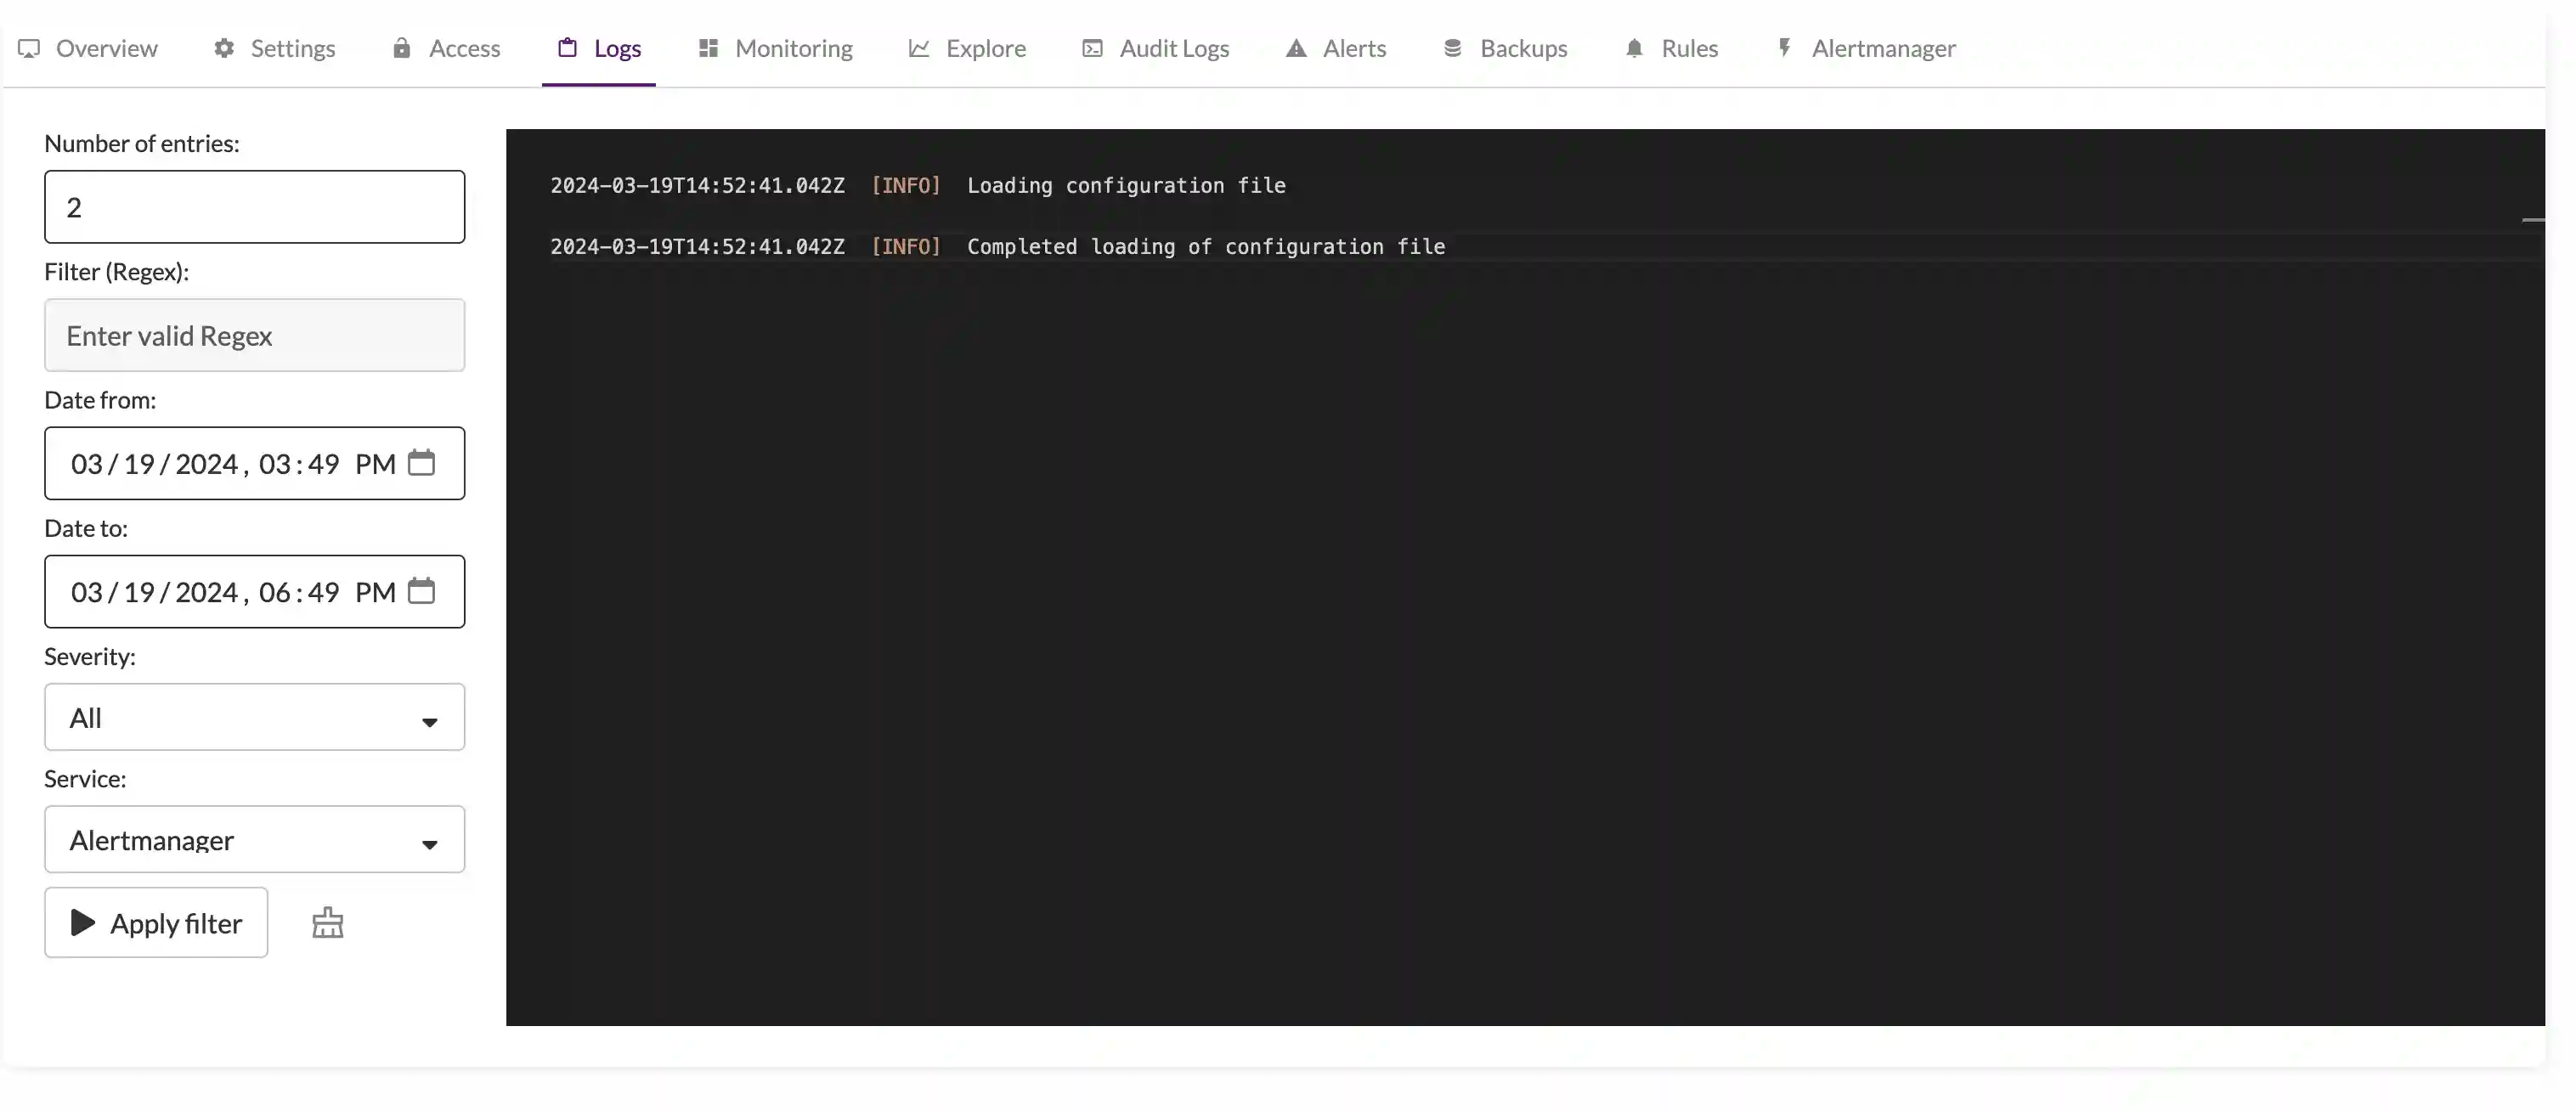 Overview Settings Access Logs Monitoring Explore Audit Logs Alerts Backups Rules Alertmanager
Number of entries:
2
Filter (Regex):
Enter valid Regex
Date from:
03/19/2024, 03:49 PM
Date to:
03/19/2024, 06:49 PM
Severity:
All
Service:
Alertmanager
Apply filter
2024-03-19T14:52:41.042Z [INFO] Loading configuration file
2024-03-19T14:52:41.042Z [INFO] Completed loading of configuration file